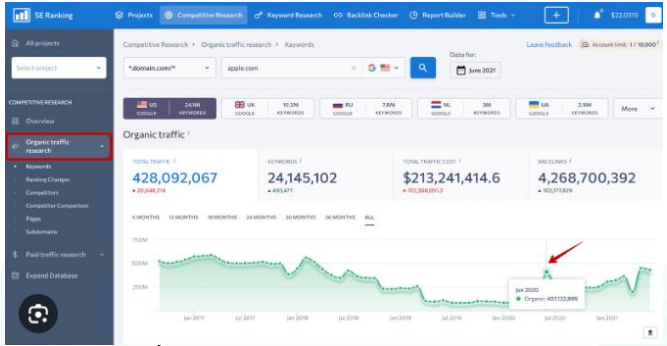 SE Ranking
Projects
Competitive Research
Keyword Research
Backlink Checker
Report Builder
Tools
All projects
Select project
COMPETITIVE RESEARCH
Overview
Organic traffic research
Keywords
Ranking Changes
Competitors
Competitor Comparison
Pages
Subdomains
Paid traffic research
Expand Database
Competitive Research > Organic traffic research > Keywords
Leave feedback
Account limit: 1 / 10,000
Data for:
*.domain.com/*
apple.com
June 2021
US GOOGLE 24.1M KEYWORDS
UK GOOGLE 10.3M KEYWORDS
RU GOOGLE 7.8M KEYWORDS
NL GOOGLE 3M KEYWORDS
UA GOOGLE 2.9M KEYWORDS
More
Organic traffic
TOTAL TRAFFIC
428,092,067
KEYWORDS
24,145,102
TOTAL TRAFFIC COST
$213,241,414.6
BACKLINKS
4,268,700,392
6 MONTHS 12 MONTHS 18 MONTHS 24 MONTHS 30 MONTHS 36 MONTHS ALL
750M
500M
250M
Jun 2020
Jan 2017 Jul 2017 Jan 2018 Jul 2018 Jan 2019 Jul 2019 Jan 2020 Jul 2020 Jan 2021